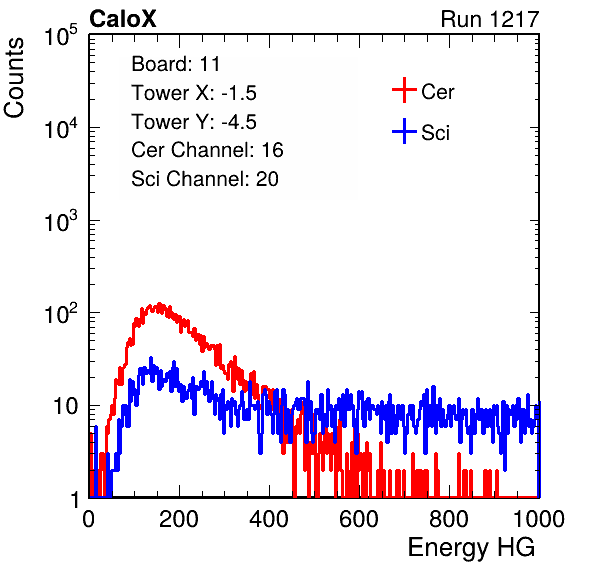 CaloX Run 1217
Counts
Board: 11
Tower X: -1.5
Tower Y: -4.5
Cer Channel: 16
Sci Channel: 20
Cer
Sci
10^5
10^4
10^3
10^2
10
1
0 200 400 600 800 1000
Energy HG